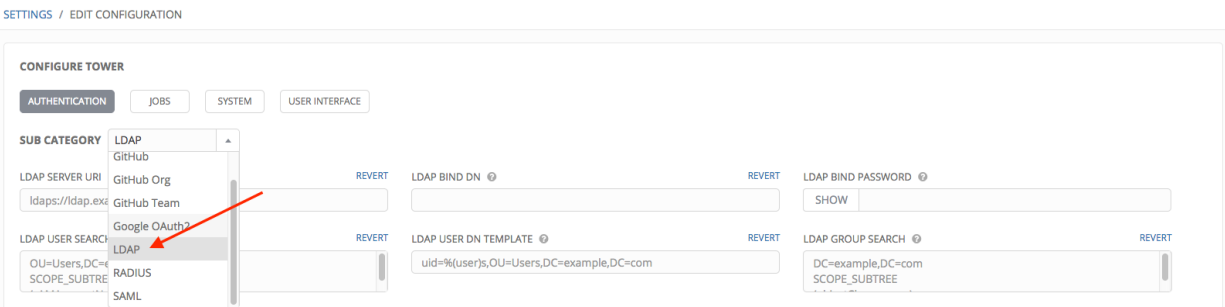 SETTINGS / EDIT CONFIGURATION
CONFIGURE TOWER
AUTHENTICATION JOBS SYSTEM USER INTERFACE
SUB CATEGORY LDAP
GitHub
GitHub Org
GitHub Team
Google OAuth2
LDAP
RADIUS
SAML
LDAP SERVER URI REVERT
ldaps://ldap.exa
LDAP BIND DN REVERT
LDAP BIND PASSWORD
SHOW
LDAP USER SEARCH REVERT
OU=Users,DC=e
SCOPE_SUBTRE
LDAP USER DN TEMPLATE REVERT
uid=%(user)s,OU=Users,DC=example,DC=com
LDAP GROUP SEARCH REVERT
DC=example,DC=com
SCOPE_SUBTREE